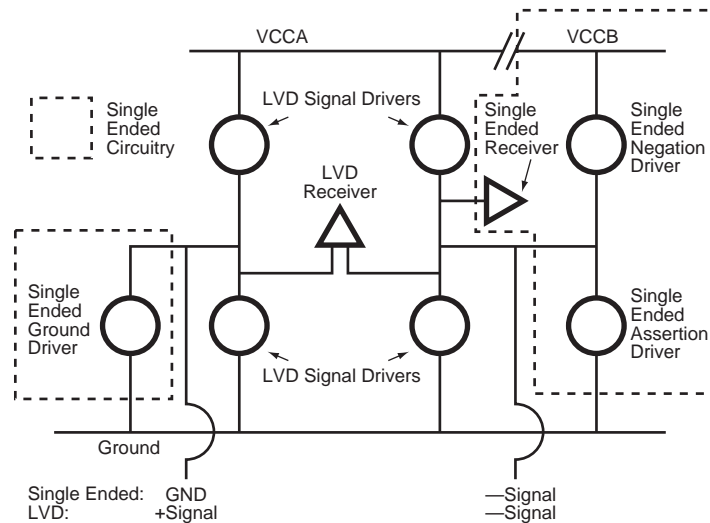 VCCA
VCCB
Single
Ended
Circuitry
LVD Signal Drivers
Single
Ended
Receiver
Single
Ended
Negation
Driver
LVD
Receiver
Single
Ended
Ground
Driver
Single
Ended
Assertion
Driver
LVD Signal Drivers
Ground
Single Ended: GND —Signal
LVD: +Signal —Signal